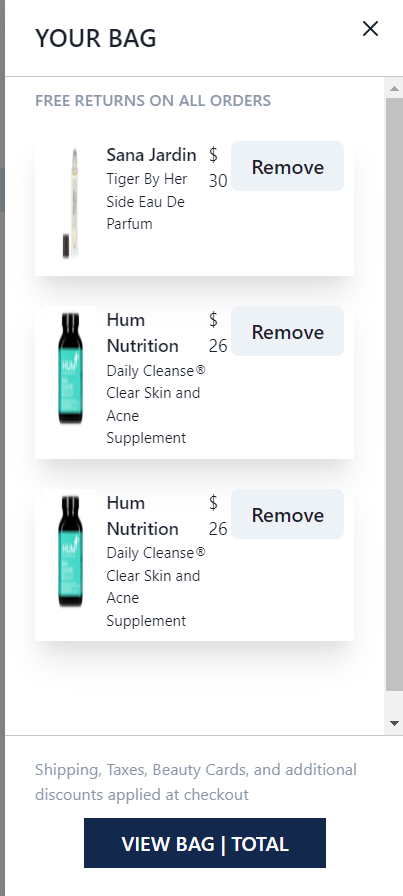 YOUR BAG
FREE RETURNS ON ALL ORDERS
Sana Jardin
Tiger By Her
Side Eau De
Parfum
$
30
Remove
HUM
Hum
Nutrition
Daily Cleanse®
Clear Skin and
Acne
Supplement
$
26
Remove
HUM
Hum
Nutrition
Daily Cleanse®
Clear Skin and
Acne
Supplement
$
26
Remove
Shipping, Taxes, Beauty Cards, and additional
discounts applied at checkout
VIEW BAG | TOTAL